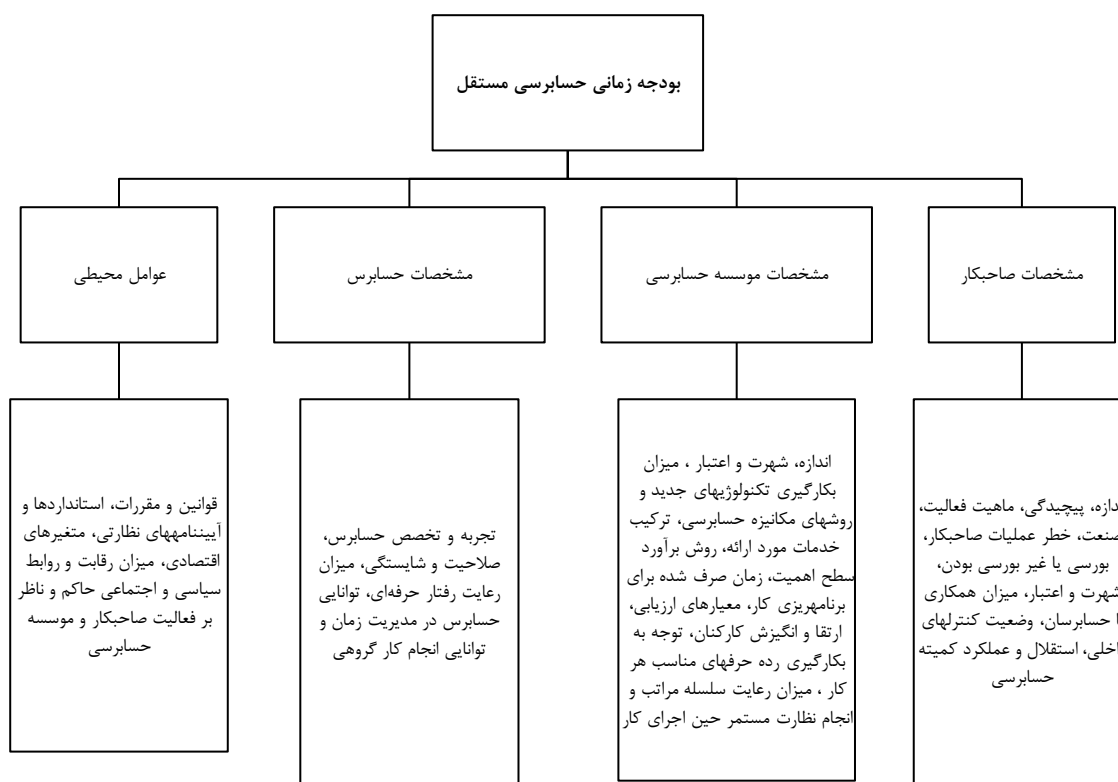 بودجه زمانی حسابرسی مستقل
مشخصات صاحبکار
مشخصات موسسه حسابرسی
مشخصات حسابرس
عوامل محیطی
پیچیدگی، ماهیت فعالیت،
خطر عملیات صاحبکار،
بورسی یا غیر بورسی بودن،
و اعتبار، میزان همکاری
حسابرسان، وضعیت کنترلهای
استقلال و عملکرد کمیته
حسابرسی
اندازه، شهرت و اعتبار ، میزان
بکارگیری تکنولوژیهای جدید و
روشهای مکانیزه حسابرسی، ترکیب
خدمات مورد ارائه، روش برآورد
سطح اهمیت، زمان صرف شده برای
برنامهریزی کار، معیارهای ارزیابی،
ارتقا و انگیزش کارکنان، توجه به
بکارگیری رده حرفهای مناسب هر
کار ، میزان رعایت سلسله مراتب و
انجام نظارت مستمر حین اجرای کار
تجربه و تخصص حسابرس،
صلاحیت و شایستگی، میزان
رعایت رفتار حرفه‌ای، توانایی
حسابرس در مدیریت زمان و
توانایی انجام کار گروهی
قوانین و مقررات، استانداردها و
آییننامههای نظارتی، متغیرهای
اقتصادی، میزان رقابت و روابط
سیاسی و اجتماعی حاکم و ناظر
بر فعالیت صاحبکار و موسسه
حسابرسی